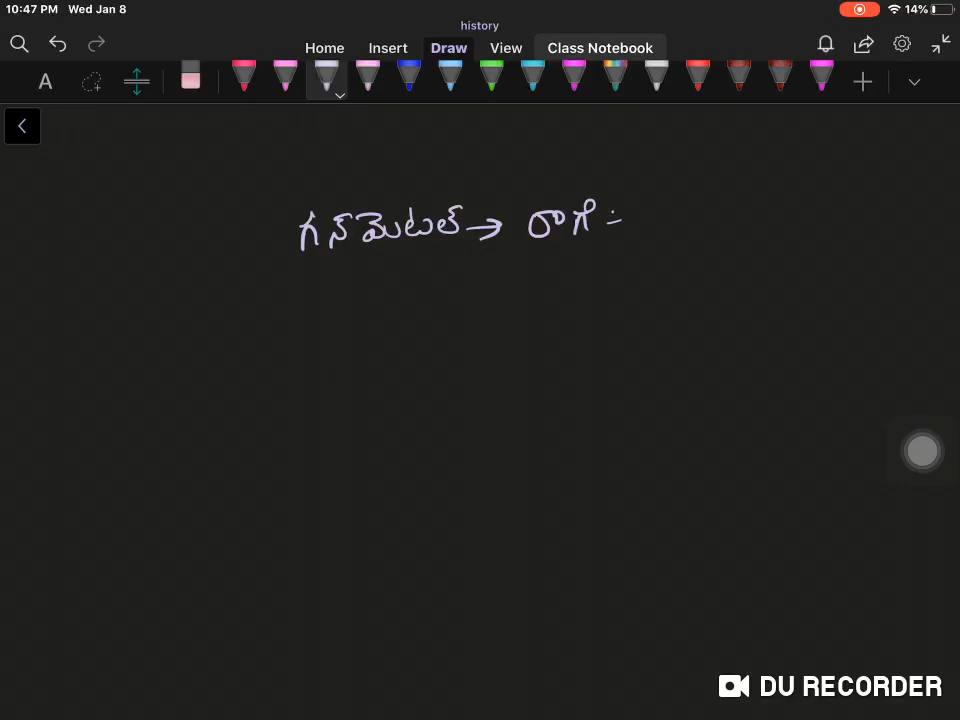 10:47 PM Wed Jan 8
14%
history
Home Insert Draw View Class Notebook
A
గన్ మెటల్ → రాగి ÷
DU RECORDER